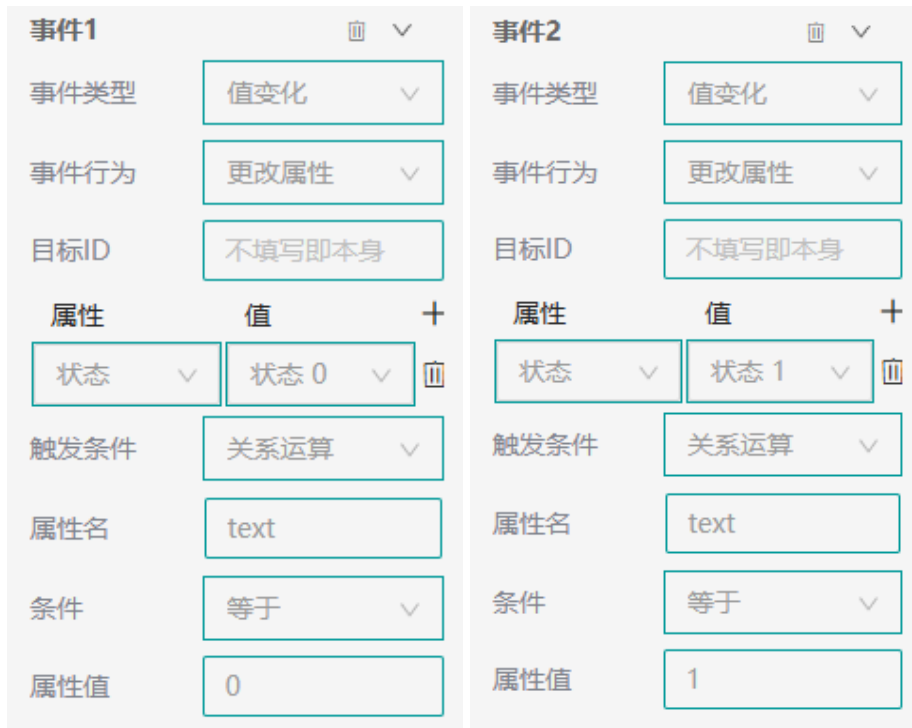 事件1
事件类型 值变化
事件行为 更改属性
目标ID 不填写即本身
属性 值
状态 状态 0
触发条件 关系运算
属性名 text
条件 等于
属性值 0
事件2
事件类型 值变化
事件行为 更改属性
目标ID 不填写即本身
属性 值
状态 状态 1
触发条件 关系运算
属性名 text
条件 等于
属性值 1